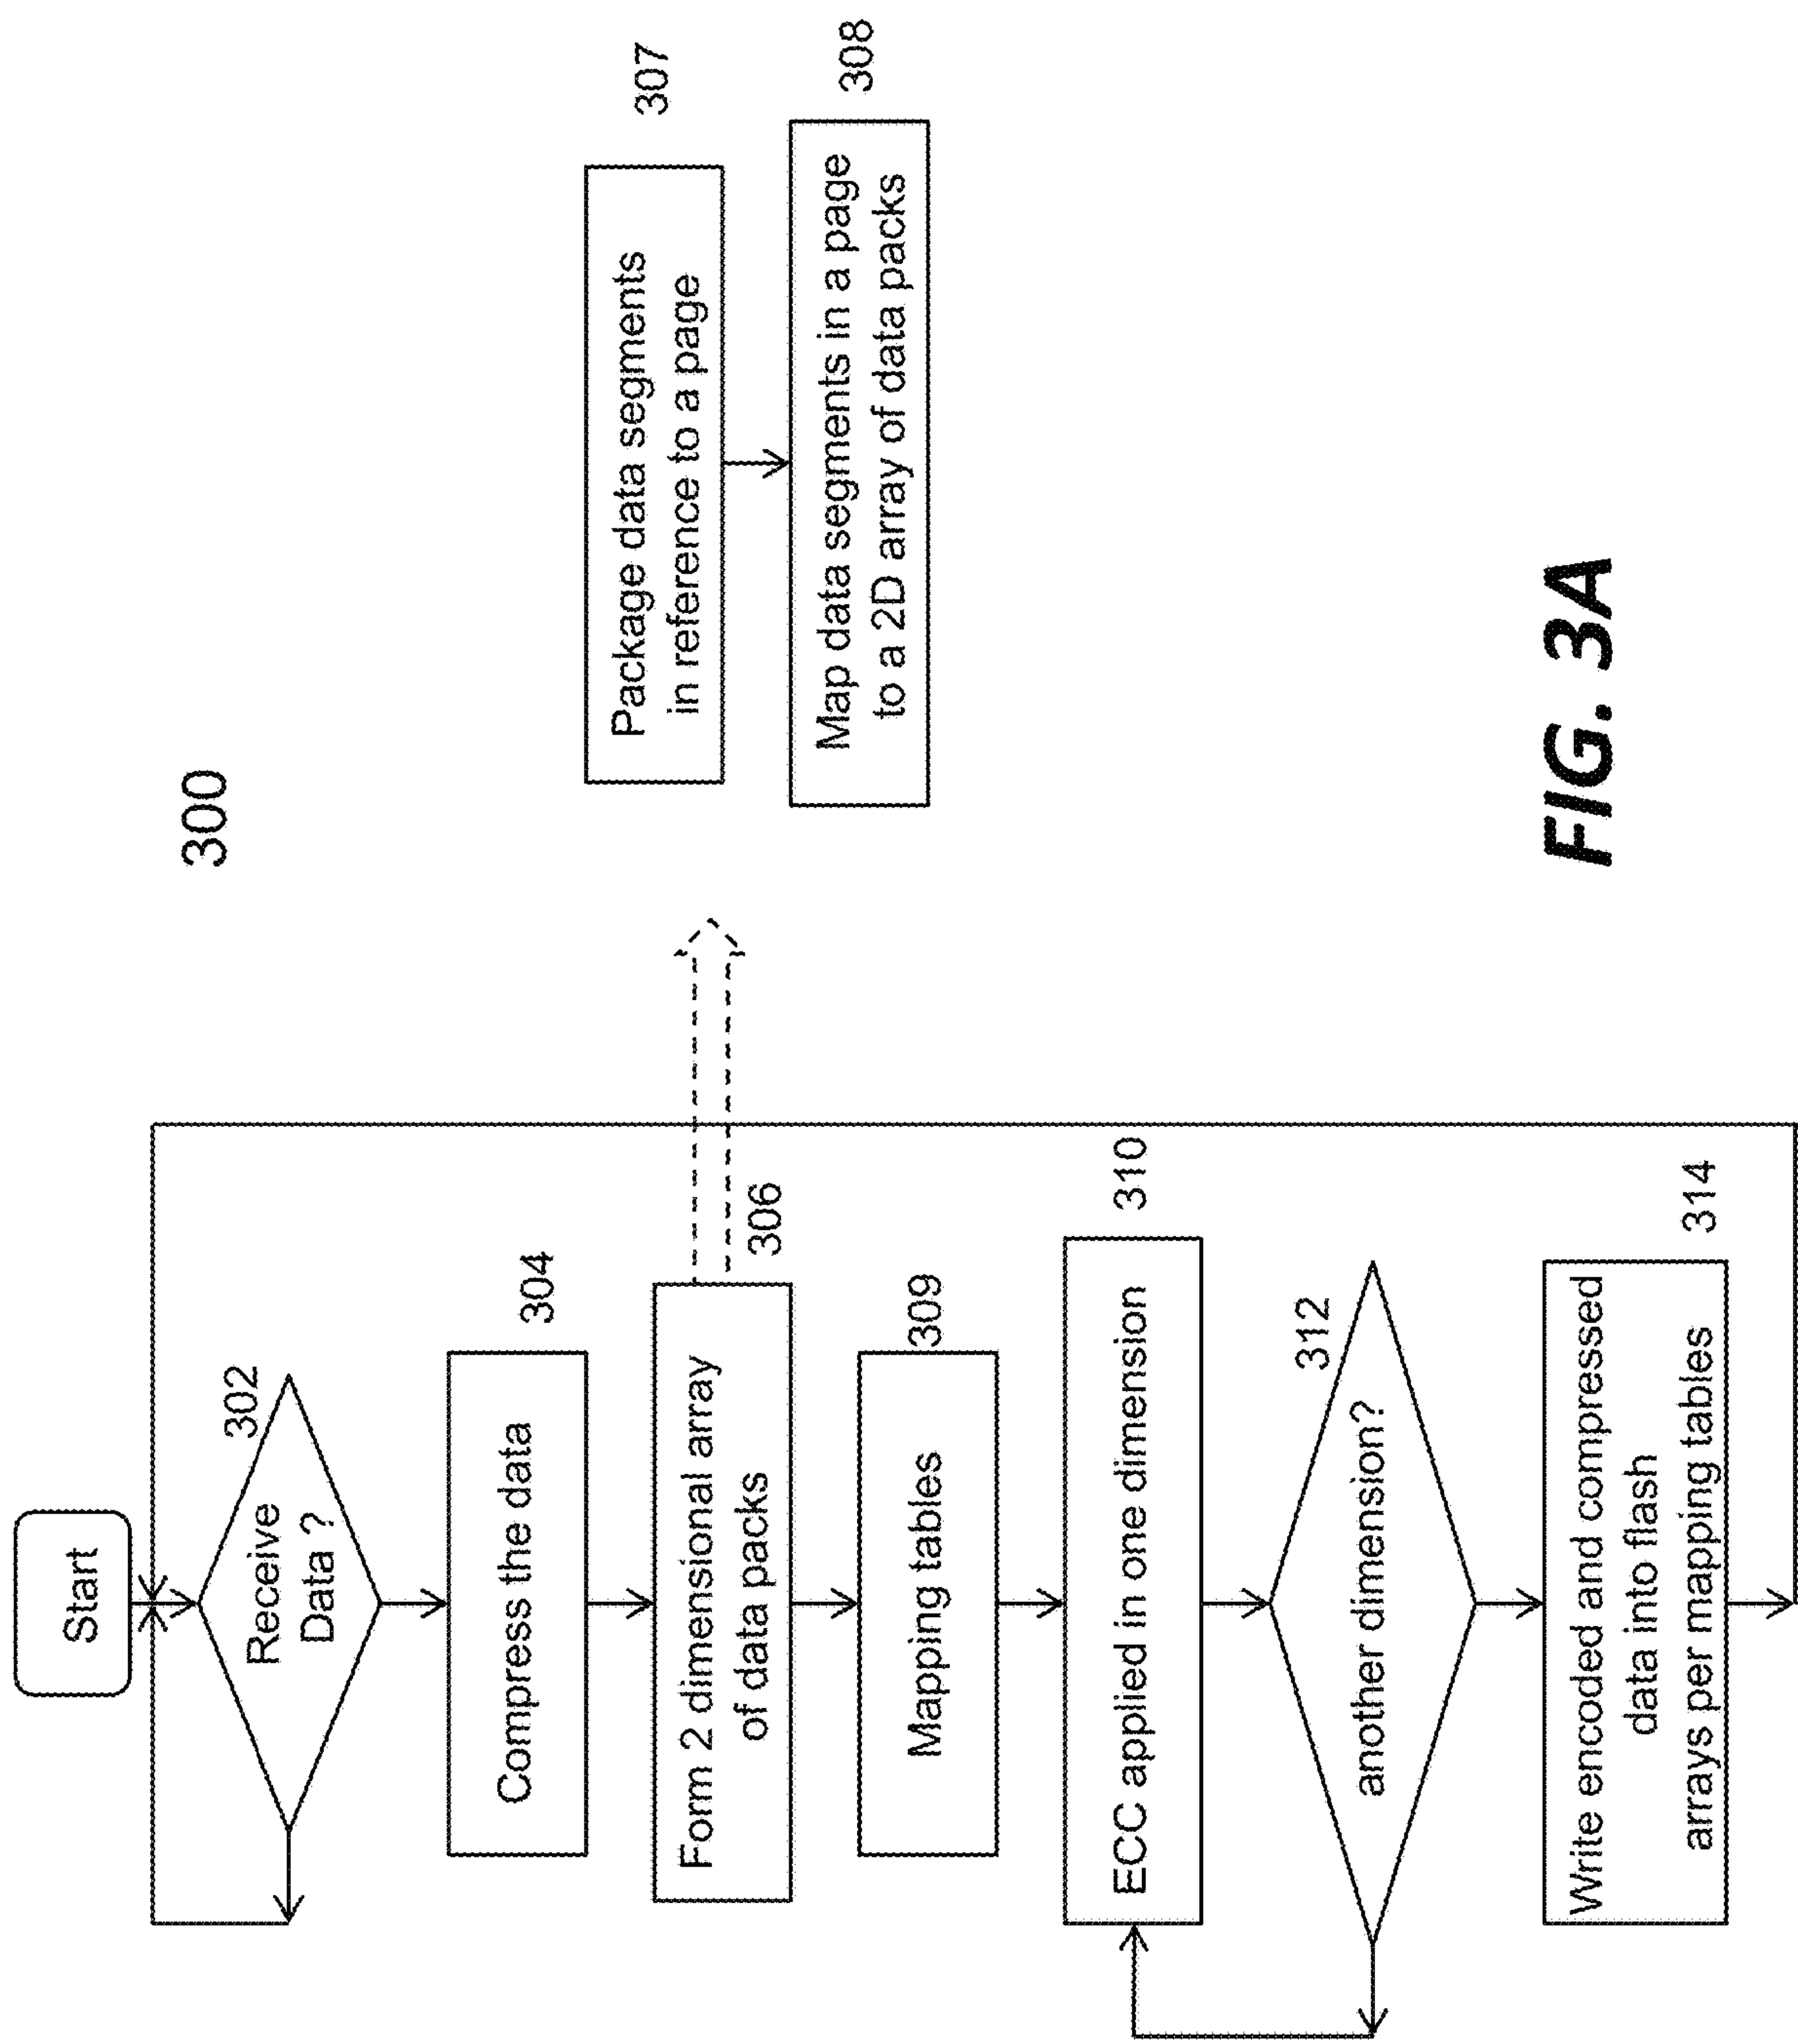 300
Start
302
Receive
Data ?
304
Compress the data
306
Form 2 dimensional array
of data packs
307
Package data segments
in reference to a page
308
Map data segments in a page
to a 2D array of data packs
309
Mapping tables
310
ECC applied in one dimension
312
another dimension?
314
Write encoded and compressed
data into flash
arrays per mapping tables
FIG. 3A